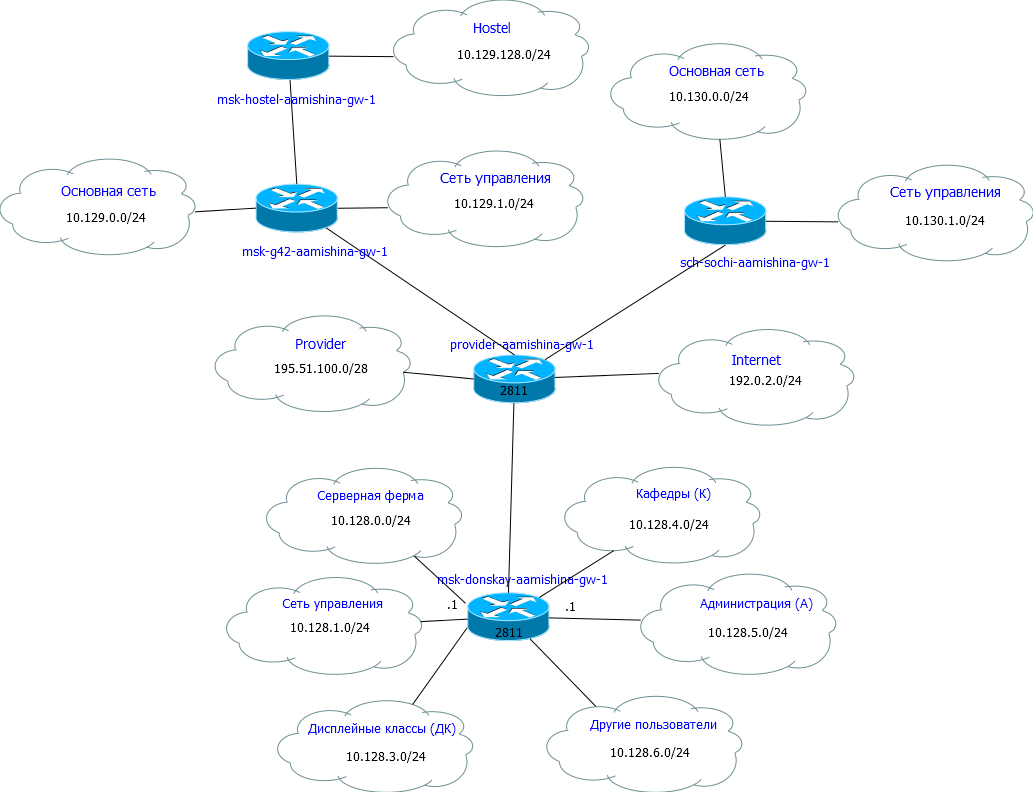 Hostel
10.129.128.0/24
msk-hostel-aamishina-gw-1
Основная сеть
10.130.0.0/24
Основная сеть
10.129.0.0/24
Сеть управления
10.129.1.0/24
msk-g42-aamishina-gw-1
Сеть управления
10.130.1.0/24
sch-sochi-aamishina-gw-1
Provider
195.51.100.0/28
provider-aamishina-gw-1
2811
Internet
192.0.2.0/24
Серверная ферма
10.128.0.0/24
Кафедры (К)
10.128.4.0/24
msk-donskay-aamishina-gw-1
Сеть управления
10.128.1.0/24
.1
.1
2811
Администрация (А)
10.128.5.0/24
Дисплейные классы (ДК)
10.128.3.0/24
Другие пользователи
10.128.6.0/24